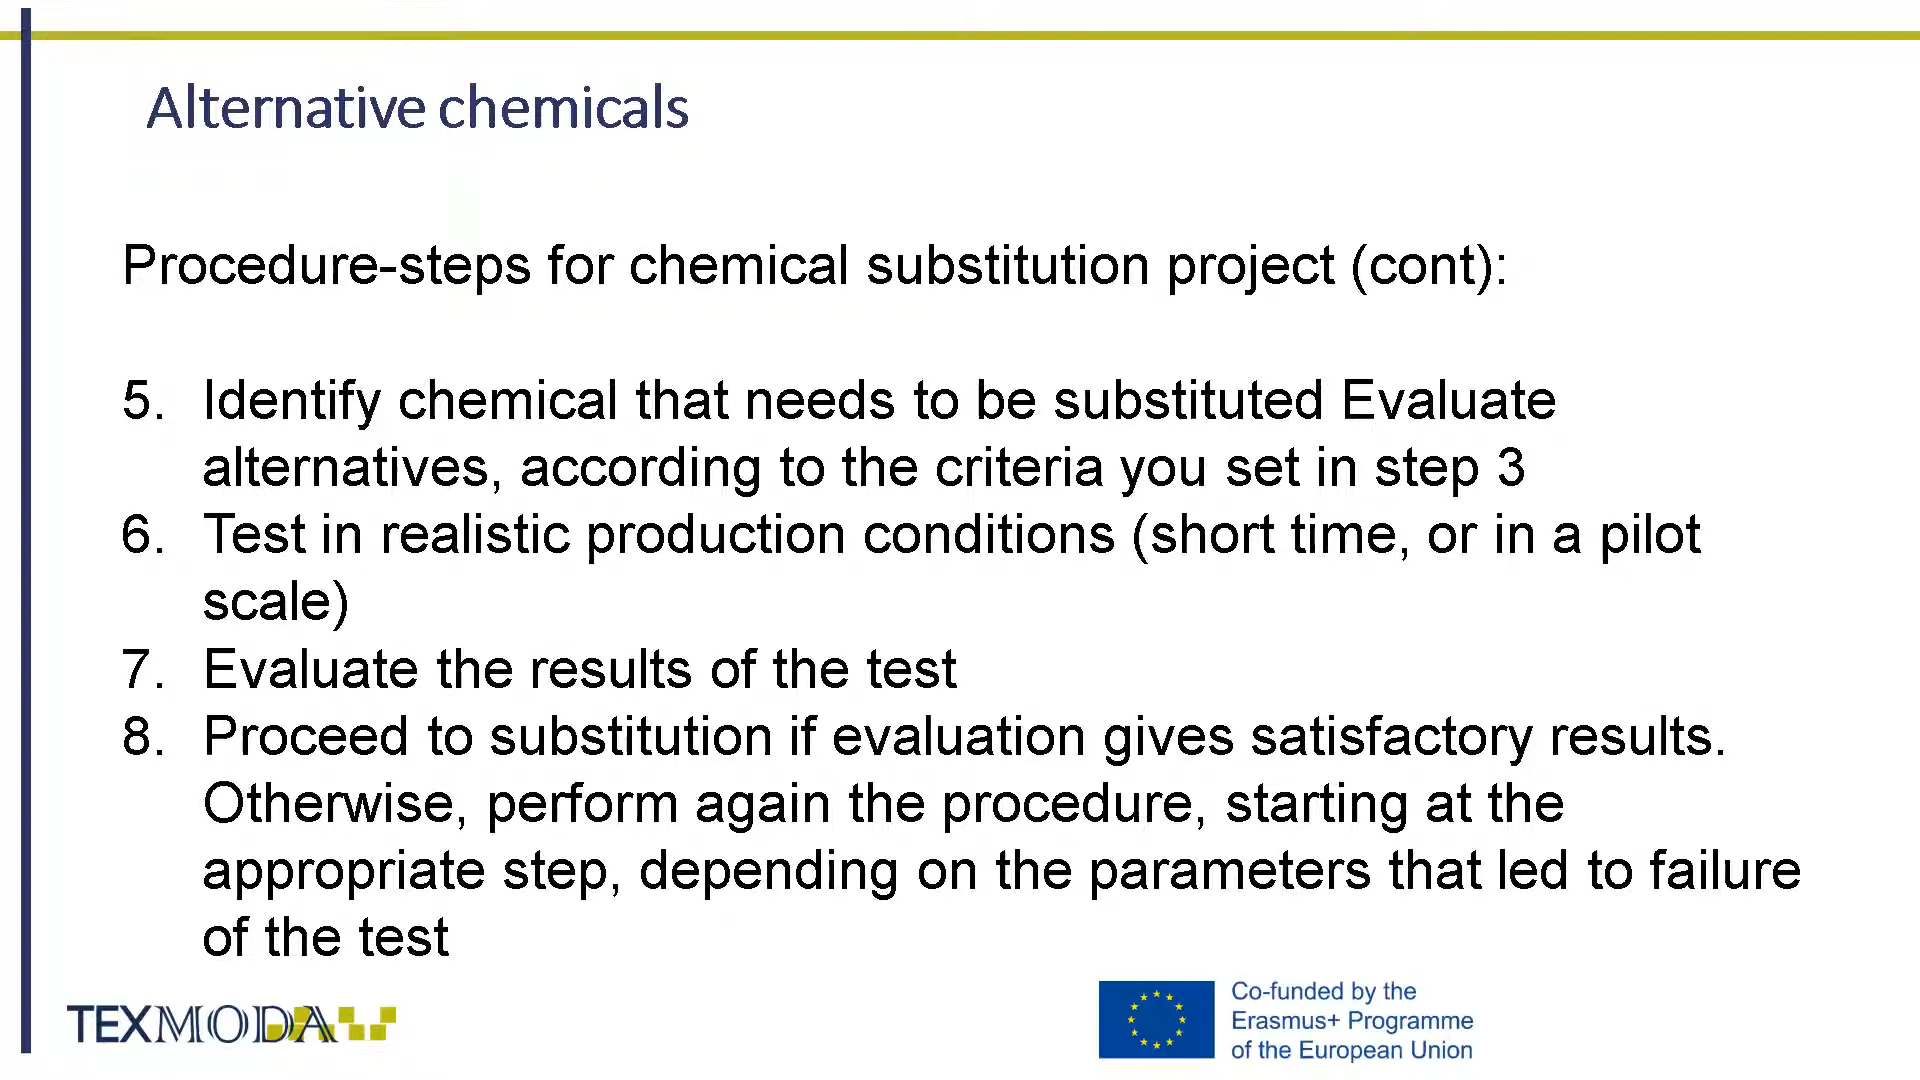 Alternative chemicals
Procedure-steps for chemical substitution project (cont):
5. Identify chemical that needs to be substituted Evaluate
alternatives, according to the criteria you set in step 3
6. Test in realistic production conditions (short time, or in a pilot
scale)
7. Evaluate the results of the test
8. Proceed to substitution if evaluation gives satisfactory results.
Otherwise, perform again the procedure, starting at the
appropriate step, depending on the parameters that led to failure
of the test
TEXMODA
Co-funded by the
Erasmus+ Programme
of the European Union